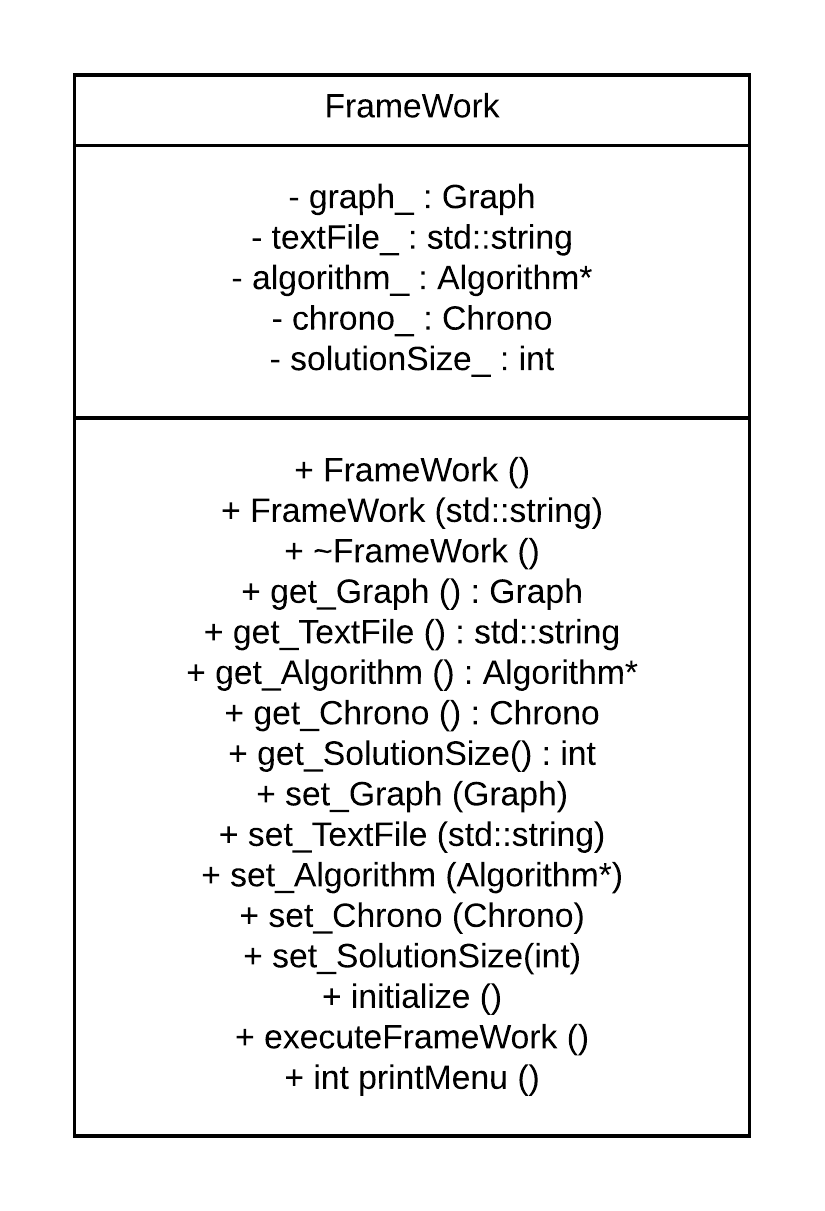 FrameWork
- graph_ : Graph
- textFile_ : std::string
- algorithm_ : Algorithm*
- chrono_ : Chrono
- solutionSize_ : int
+ FrameWork ()
+ FrameWork (std::string)
+ ~FrameWork ()
+ get_Graph () : Graph
+ get_TextFile () : std::string
+ get_Algorithm () : Algorithm*
+ get_Chrono () : Chrono
+ get_SolutionSize() : int
+ set_Graph (Graph)
+ set_TextFile (std::string)
+ set_Algorithm (Algorithm*)
+ set_Chrono (Chrono)
+ set_SolutionSize(int)
+ initialize ()
+ executeFrameWork ()
+ int printMenu ()